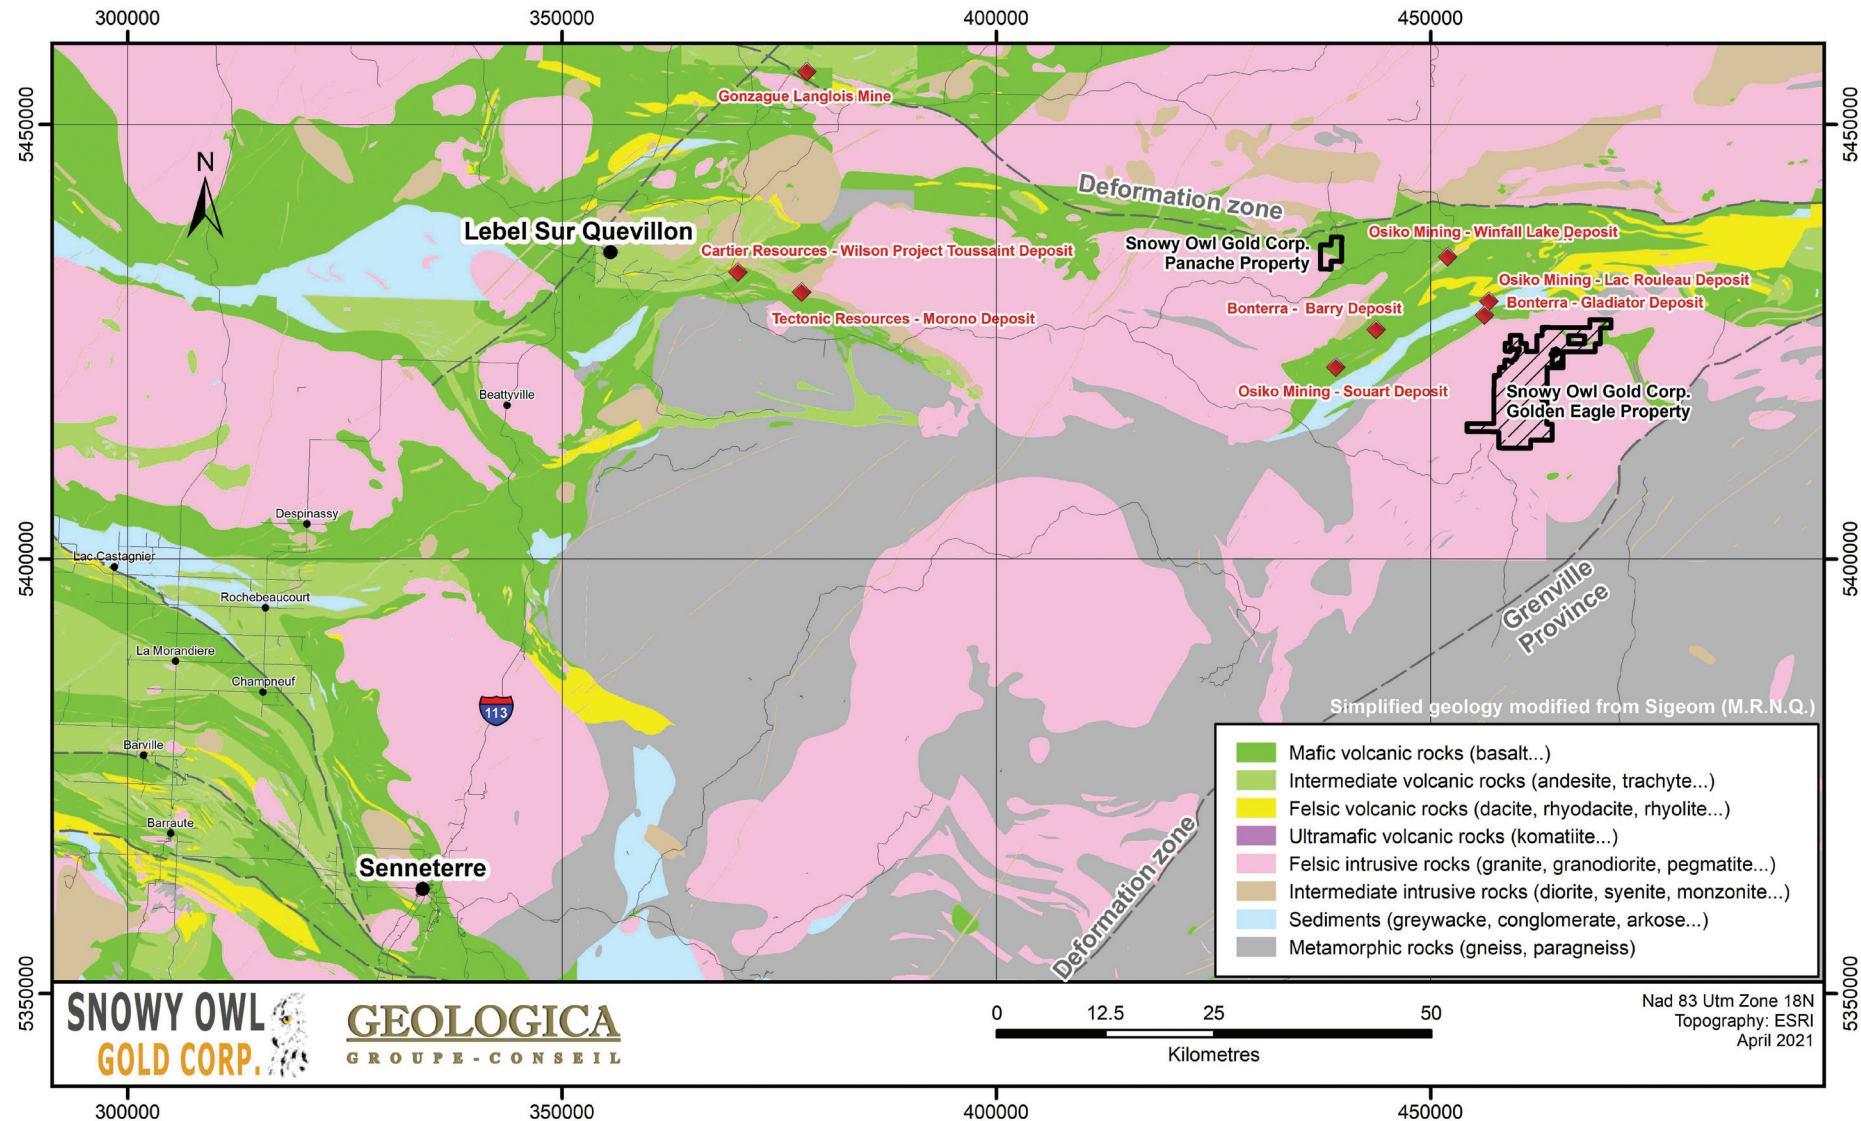 300000
350000
400000
450000
5450000
5450000
Gonzague Langlois Mine
N
Deformation zone
Lebel Sur Quevillon
Cartier Resources - Wilson Project Toussaint Deposit
Snowy Owl Gold Corp.
Panache Property
Osiko Mining - Winfall Lake Deposit
Osiko Mining - Lac Rouleau Deposit
Bonterra - Gladiator Deposit
Bonterra - Barry Deposit
Tectonic Resources - Morono Deposit
Osiko Mining - Souart Deposit
Snowy Owl Gold Corp.
Golden Eagle Property
Beattyville
Despinassy
5400000
5400000
Lac Castagnier
Rochebeaucourt
Grenville
Province
La Morandiere
Champneuf
113
Barville
Barraute
Senneterre
Deformation zone
Simplified geology modified from Sigeom (M.R.N.Q.)
Mafic volcanic rocks (basalt...)
Intermediate volcanic rocks (andesite, trachyte...)
Felsic volcanic rocks (dacite, rhyodacite, rhyolite...)
Ultramafic volcanic rocks (komatiite...)
Felsic intrusive rocks (granite, granodiorite, pegmatite...)
Intermediate intrusive rocks (diorite, syenite, monzonite...)
Sediments (greywacke, conglomerate, arkose...)
Metamorphic rocks (gneiss, paragneiss)
5350000
5350000
SNOWY OWL
GOLD CORP.
GEOLOGICA
GROUPE-CONSEIL
0 12.5 25 50
Kilometres
Nad 83 Utm Zone 18N
Topography: ESRI
April 2021
300000
350000
400000
450000